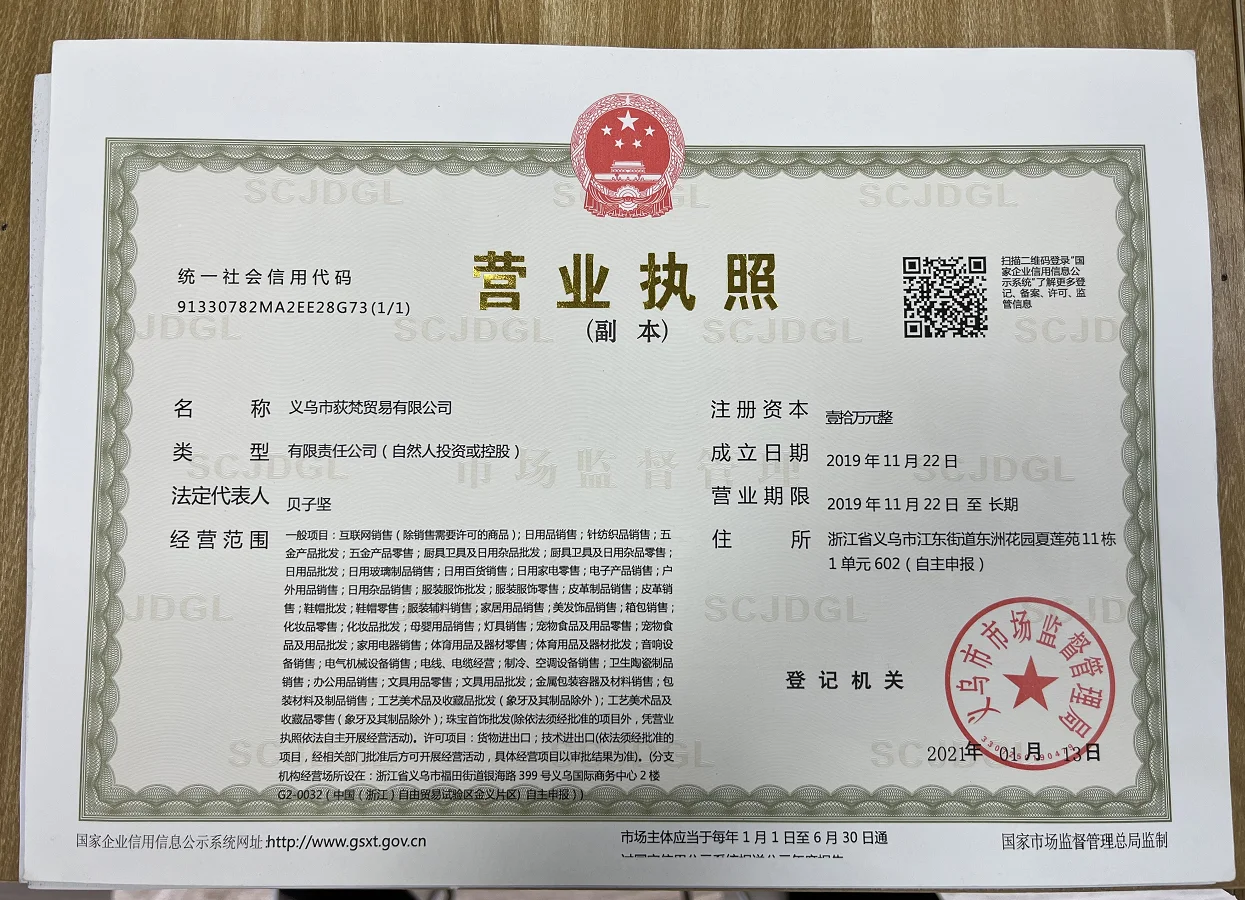 营业执照
（副 本）
统一社会信用代码
91330782MA2EE28G73(1/1)
扫描二维码登录“国
家企业信用信息公
示系统”了解更多登
记、备案、许可、监
管信息
名 称 义乌市荻梵贸易有限公司
类 型 有限责任公司（自然人投资或控股）
法定代表人 贝子坚
经营范围 一般项目：互联网销售（除销售需要许可的商品）；日用品销售；针纺织品销售；五
金产品批发；五金产品零售；厨具卫具及日用杂品批发；厨具卫具及日用杂品零售；
日用品批发；日用玻璃制品销售；日用百货销售；日用家电零售；电子产品销售；户
外用品销售；日用杂品销售；服装服饰批发；服装服饰零售；皮革制品销售；皮革销
售；鞋帽批发；鞋帽零售；服装辅料销售；家居用品销售；美发饰品销售；箱包销售；
化妆品零售；化妆品批发；母婴用品销售；灯具销售；宠物食品及用品零售；宠物食
品及用品批发；家用电器销售；体育用品及器材零售；体育用品及器材批发；音响设
备销售；电气机械设备销售；电线、电缆经营；制冷、空调设备销售；卫生陶瓷制品
销售；办公用品销售；文具用品零售；文具用品批发；金属包装容器及材料销售；包
装材料及制品销售；工艺美术品及收藏品批发（象牙及其制品除外）；工艺美术品及
收藏品零售（象牙及其制品除外）；珠宝首饰批发(除依法须经批准的项目外，凭营业
执照依法自主开展经营活动)。许可项目：货物进出口；技术进出口(依法须经批准的
项目，经相关部门批准后方可开展经营活动，具体经营项目以审批结果为准)。(分支
机构经营场所设在：浙江省义乌市福田街道银海路 399 号义乌国际商务中心 2 楼
G2-0032（中国（浙江）自由贸易试验区金义片区）自主申报））
注册资本 壹拾万元整
成立日期 2019 年 11 月 22 日
营业期限 2019 年 11 月 22 日 至 长期
住 所 浙江省义乌市江东街道东洲花园夏莲苑 11 栋
1 单元 602（自主申报）
登记机关
义乌市市场监督管理局
2021年 01月 13日
国家企业信用信息公示系统网址:http://www.gsxt.gov.cn
市场主体应当于每年 1 月 1 日至 6 月 30 日通
国家市场监督管理总局监制
SCJDGL
市场监督管理